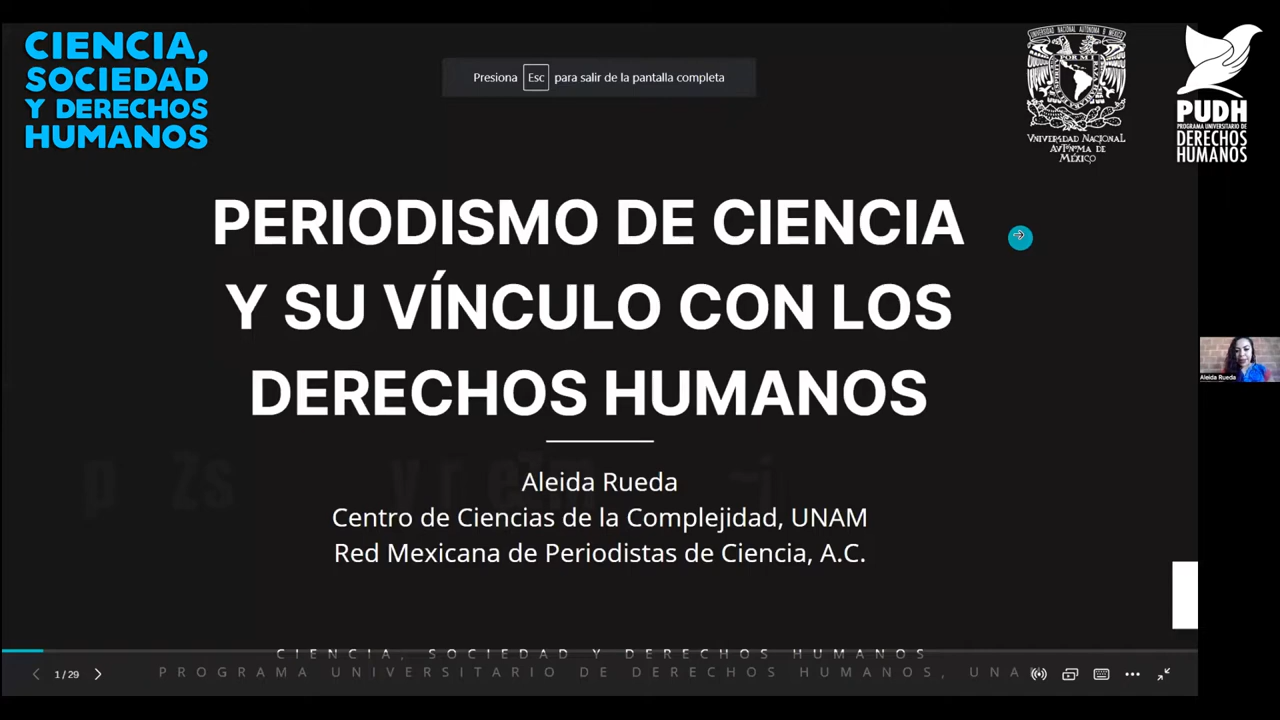 CIENCIA,
SOCIEDAD
Y DERECHOS
HUMANOS
Presiona Esc para salir de la pantalla completa
UNIVERSIDAD NACIONAL
AVTNᵒMA DE
MÉXICO
PUDH
PROGRAMA UNIVERSITARIO DE
DERECHOS
HUMANOS
PERIODISMO DE CIENCIA
Y SU VÍNCULO CON LOS
DERECHOS HUMANOS
Aleida Rueda
Aleida Rueda
Centro de Ciencias de la Complejidad, UNAM
Red Mexicana de Periodistas de Ciencia, A.C.
CIENCIA, SOCIEDAD Y DERECHOS HUMANOS
1 / 29
PROGRAMA UNIVERSITARIO DE DERECHOS HUMANOS, UNA